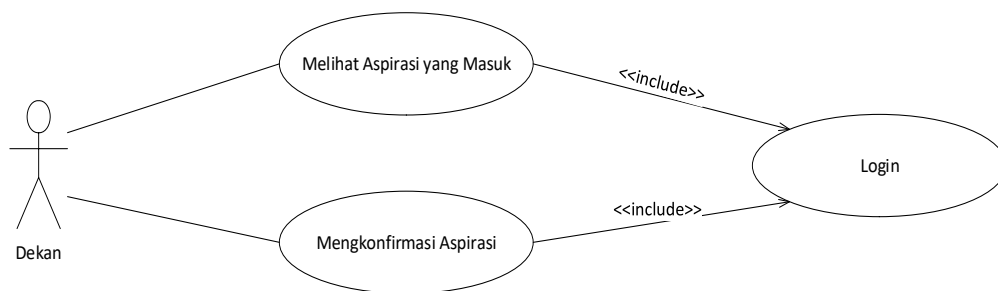 Melihat Aspirasi yang Masuk
<<include>>
Login
<<include>>
Mengkonfirmasi Aspirasi
Dekan